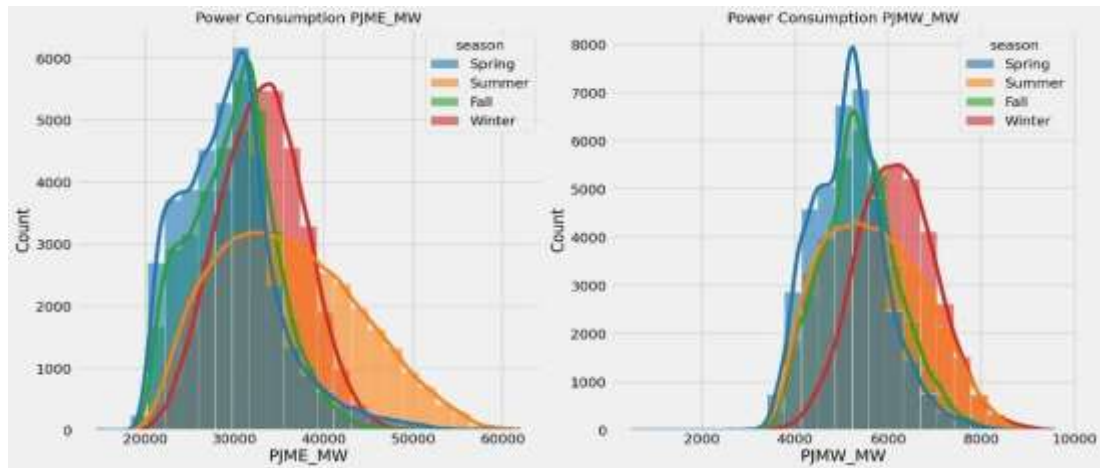 Power Consumption PJME_MW
season
Spring
Summer
Fall
Winter
6000
5000
4000
3000
2000
1000
0
Count
20000 30000 40000 50000 60000
PJME_MW
Power Consumption PJMW_MW
season
Spring
Summer
Fall
Winter
8000
7000
6000
5000
4000
3000
2000
1000
0
Count
2000 4000 6000 8000 10000
PJMW_MW